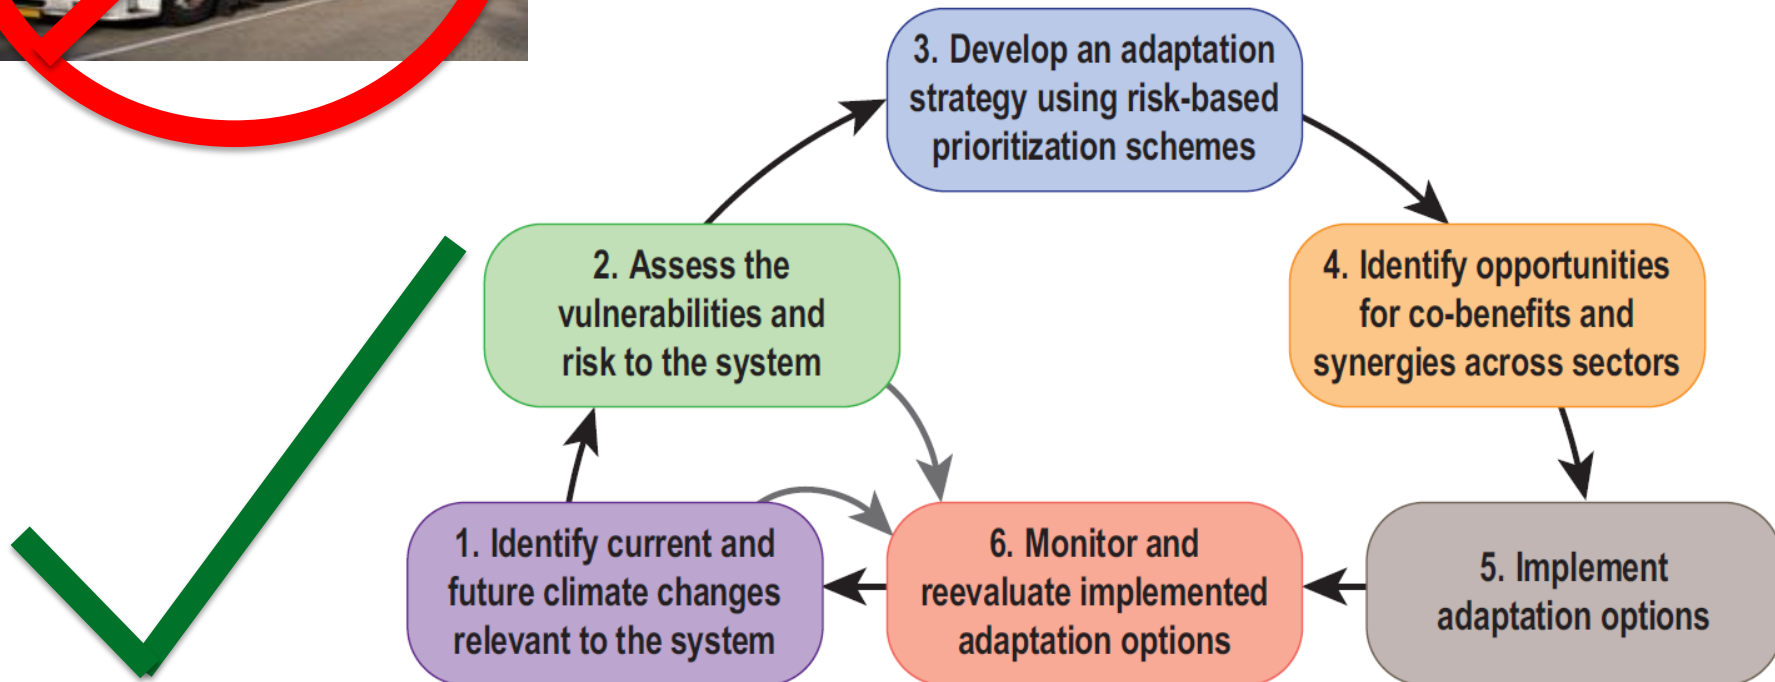 3. Develop an adaptation
strategy using risk-based
prioritization schemes
2. Assess the
vulnerabilities and
risk to the system
4. Identify opportunities
for co-benefits and
synergies across sectors
1. Identify current and
future climate changes
relevant to the system
6. Monitor and
reevaluate implemented
adaptation options
5. Implement
adaptation options